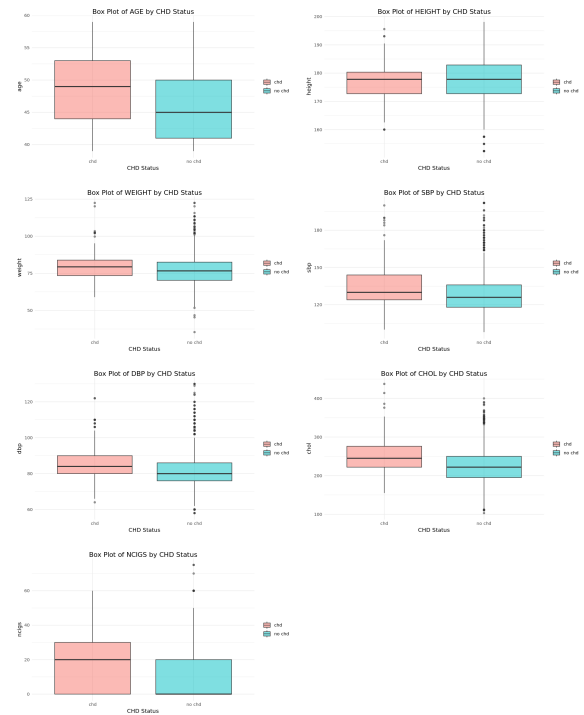 Box Plot of AGE by CHD Status
60
55
50
45
40
age
chd
no chd
CHD Status
chd
no chd
Box Plot of HEIGHT by CHD Status
200
190
180
170
160
height
chd
no chd
CHD Status
chd
no chd
Box Plot of WEIGHT by CHD Status
125
100
75
50
weight
chd
no chd
CHD Status
chd
no chd
Box Plot of SBP by CHD Status
180
150
120
sbp
chd
no chd
CHD Status
chd
no chd
Box Plot of DBP by CHD Status
120
100
80
60
dbp
chd
no chd
CHD Status
chd
no chd
Box Plot of CHOL by CHD Status
400
300
200
100
chol
chd
no chd
CHD Status
chd
no chd
Box Plot of NCIGS by CHD Status
60
40
20
0
ncigs
chd
no chd
CHD Status
chd
no chd